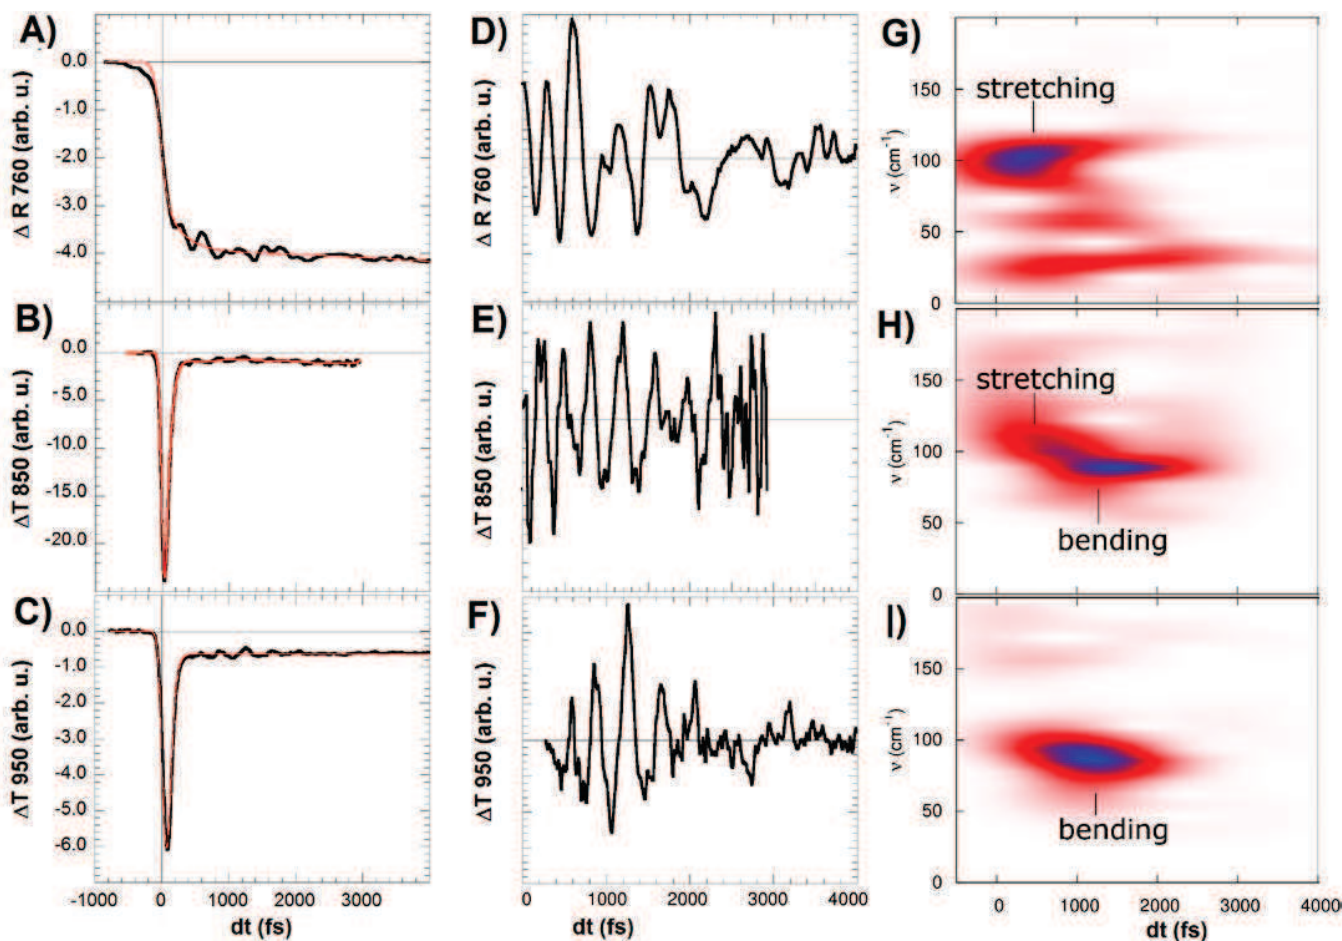 A)
0.0
-1.0
-2.0
-3.0
-4.0
Δ R 760 (arb. u.)
D)
Δ R 760 (arb. u.)
G)
stretching
150
100
50
0
ν (cm-1)
B)
0.0
-5.0
-10.0
-15.0
-20.0
ΔT 850 (arb. u.)
E)
ΔT 850 (arb. u.)
H)
stretching
bending
150
100
50
0
ν (cm-1)
C)
0.0
-1.0
-2.0
-3.0
-4.0
-5.0
-6.0
ΔT 950 (arb. u.)
-1000 0 1000 2000 3000
dt (fs)
F)
ΔT 950 (arb. u.)
0 1000 2000 3000 4000
dt (fs)
I)
bending
150
100
50
0
ν (cm-1)
0 1000 2000 3000 4000
dt (fs)